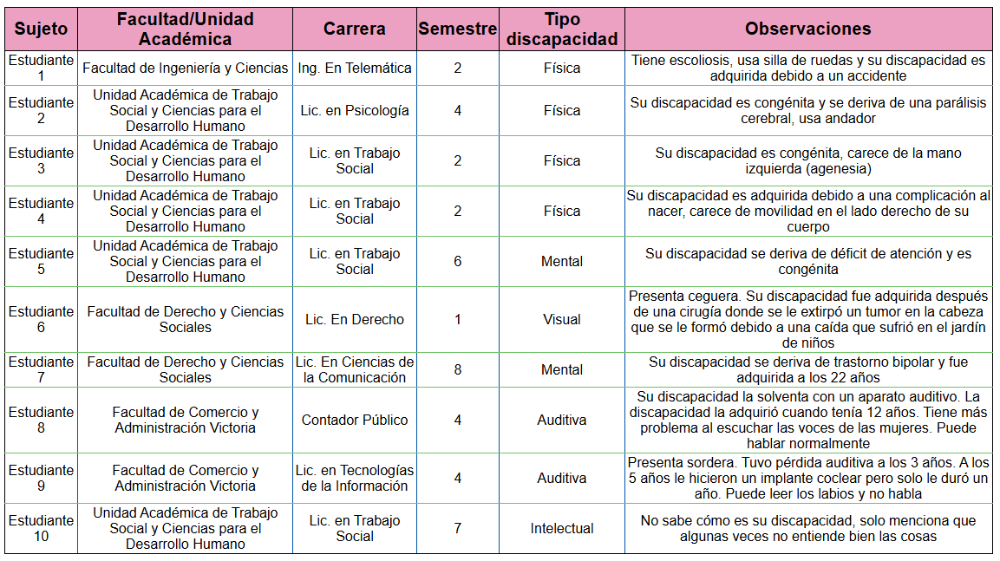 Sujeto
Facultad/Unidad
Académica
Carrera
Semestre
Tipo
discapacidad
Observaciones
Estudiante
1
Facultad de Ingeniería y Ciencias
Ing. En Telemática
2
Física
Tiene escoliosis, usa silla de ruedas y su discapacidad es
adquirida debido a un accidente
Estudiante
2
Unidad Académica de Trabajo
Social y Ciencias para el
Desarrollo Humano
Lic. en Psicología
4
Física
Su discapacidad es congénita y se deriva de una parálisis
cerebral, usa andador
Estudiante
3
Unidad Académica de Trabajo
Social y Ciencias para el
Desarrollo Humano
Lic. en Trabajo
Social
2
Física
Su discapacidad es congénita, carece de la mano
izquierda (agenesia)
Estudiante
4
Unidad Académica de Trabajo
Social y Ciencias para el
Desarrollo Humano
Lic. en Trabajo
Social
2
Física
Su discapacidad es adquirida debido a una complicación al
nacer, carece de movilidad en el lado derecho de su
cuerpo
Estudiante
5
Unidad Académica de Trabajo
Social y Ciencias para el
Desarrollo Humano
Lic. en Trabajo
Social
6
Mental
Su discapacidad se deriva de déficit de atención y es
congénita
Estudiante
6
Facultad de Derecho y Ciencias
Sociales
Lic. En Derecho
1
Visual
Presenta ceguera. Su discapacidad fue adquirida después
de una cirugía donde se le extirpó un tumor en la cabeza
que se le formó debido a una caída que sufrió en el jardín
de niños
Estudiante
7
Facultad de Derecho y Ciencias
Sociales
Lic. En Ciencias de
la Comunicación
8
Mental
Su discapacidad se deriva de trastorno bipolar y fue
adquirida a los 22 años
Estudiante
8
Facultad de Comercio y
Administración Victoria
Contador Público
4
Auditiva
Su discapacidad la solventa con un aparato auditivo. La
discapacidad la adquirió cuando tenía 12 años. Tiene más
problema al escuchar las voces de las mujeres. Puede
hablar normalmente
Estudiante
9
Facultad de Comercio y
Administración Victoria
Lic. en Tecnologías
de la Información
4
Auditiva
Presenta sordera. Tuvo pérdida auditiva a los 3 años. A los
5 años le hicieron un implante coclear pero solo le duró un
año. Puede leer los labios y no habla
Estudiante
10
Unidad Académica de Trabajo
Social y Ciencias para el
Desarrollo Humano
Lic. en Trabajo
Social
7
Intelectual
No sabe cómo es su discapacidad, solo menciona que
algunas veces no entiende bien las cosas